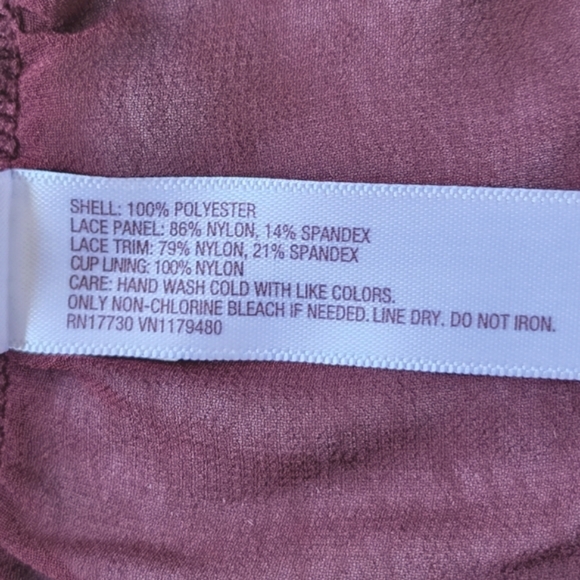 SHELL: 100% POLYESTER
LACE PANEL: 86% NYLON, 14% SPANDEX
LACE TRIM: 79% NYLON, 21% SPANDEX
CUP LINING: 100% NYLON
CARE: HAND WASH COLD WITH LIKE COLORS.
ONLY NON-CHLORINE BLEACH IF NEEDED. LINE DRY. DO NOT IRON.
RN17730 VN1179480